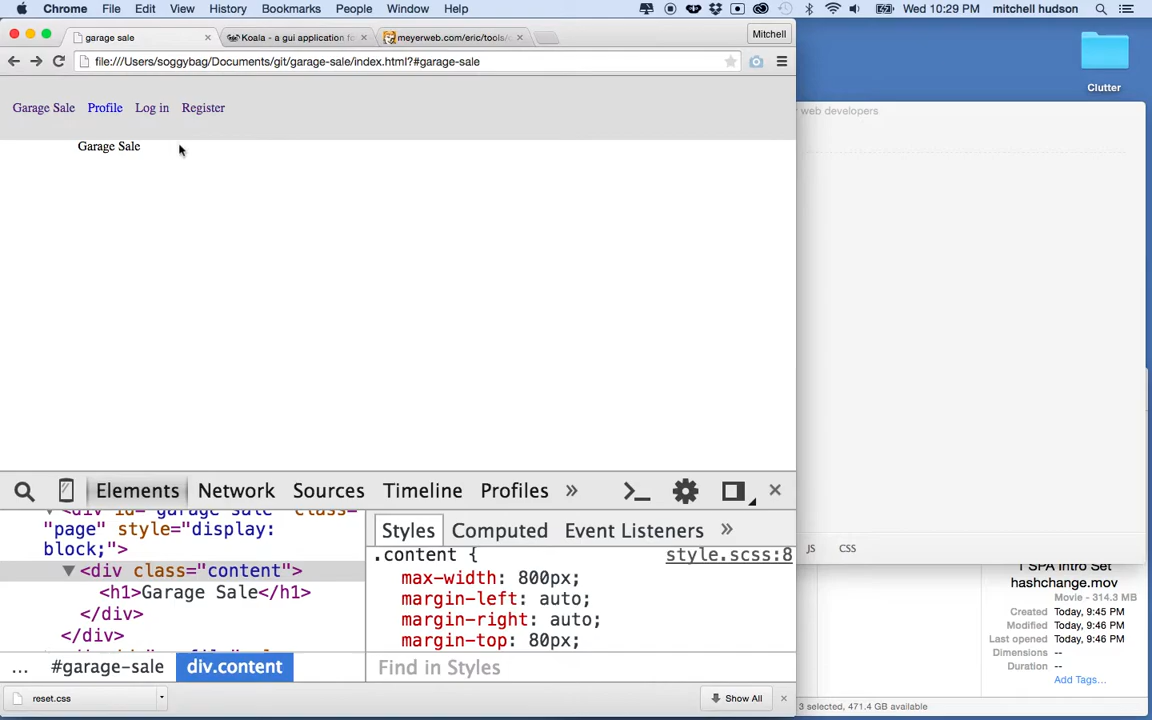 Chrome File Edit View History Bookmarks People Window Help Wed 10:29 PM mitchell hudson
garage sale Koala - a gui application fo meyerweb.com/eric/tools/ Mitchell
file:///Users/soggybag/Documents/git/garage-sale/index.html?#garage-sale
Clutter
web developers
Garage Sale Profile Log in Register
Garage Sale
JS CSS
1 SPA Intro Set
hashchange.mov
Movie - 314.3 MB
Created Today, 9:45 PM
Modified Today, 9:46 PM
Last opened Today, 9:46 PM
Dimensions --
Duration --
Add Tags...
3 selected, 471.4 GB available
Elements Network Sources Timeline Profiles »
<div id="garage-sale" class=
"page" style="display:
block;">
<div class="content">
<h1>Garage Sale</h1>
</div>
</div>
... #garage-sale div.content
Styles Computed Event Listeners »
.content { style.scss:8
max-width: 800px;
margin-left: auto;
margin-right: auto;
margin-top: 80px;
Find in Styles
reset.css Show All